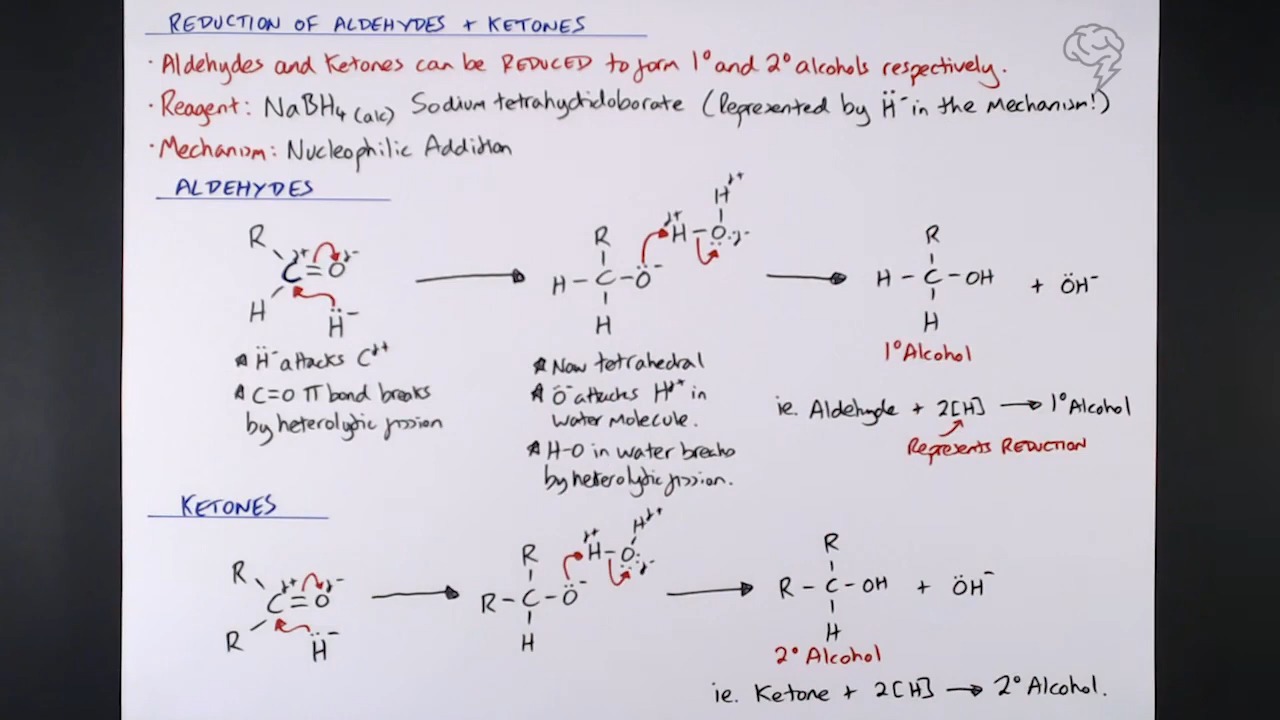 REDUCTION OF ALDEHYDES + KETONES
· Aldehydes and Ketones can be REDUCED to form 1° and 2° alcohols respectively.
· Reagent: NaBH₄ (alc) Sodium tetrahydridoborate (Represented by H̤⁻ in the Mechanism!)
· Mechanism: Nucleophilic Addition
ALDEHYDES
R
C δ+ = O δ-
H
:H⁻
R
H - C - Ö⁻
H
H δ+
H δ+ - O: δ-
R
H - C - OH + ÖH⁻
H
1° Alcohol
* Ḧ⁻ attacks Cδ+
* C=O π bond breaks
by heterolytic fission
* Now tetrahedral
* Ö⁻ attacks Hδ+ in
water molecule.
* H-O in water breaks
by heterolytic fission.
ie. Aldehyde + 2[H] → 1° Alcohol
Represents REDUCTION
KETONES
R
C δ+ = O δ-
R
:H⁻
R
R - C - Ö⁻
H
H δ+
H δ+ - O: δ-
R
R - C - OH + ÖH⁻
H
2° Alcohol
ie. Ketone + 2[H] → 2° Alcohol.